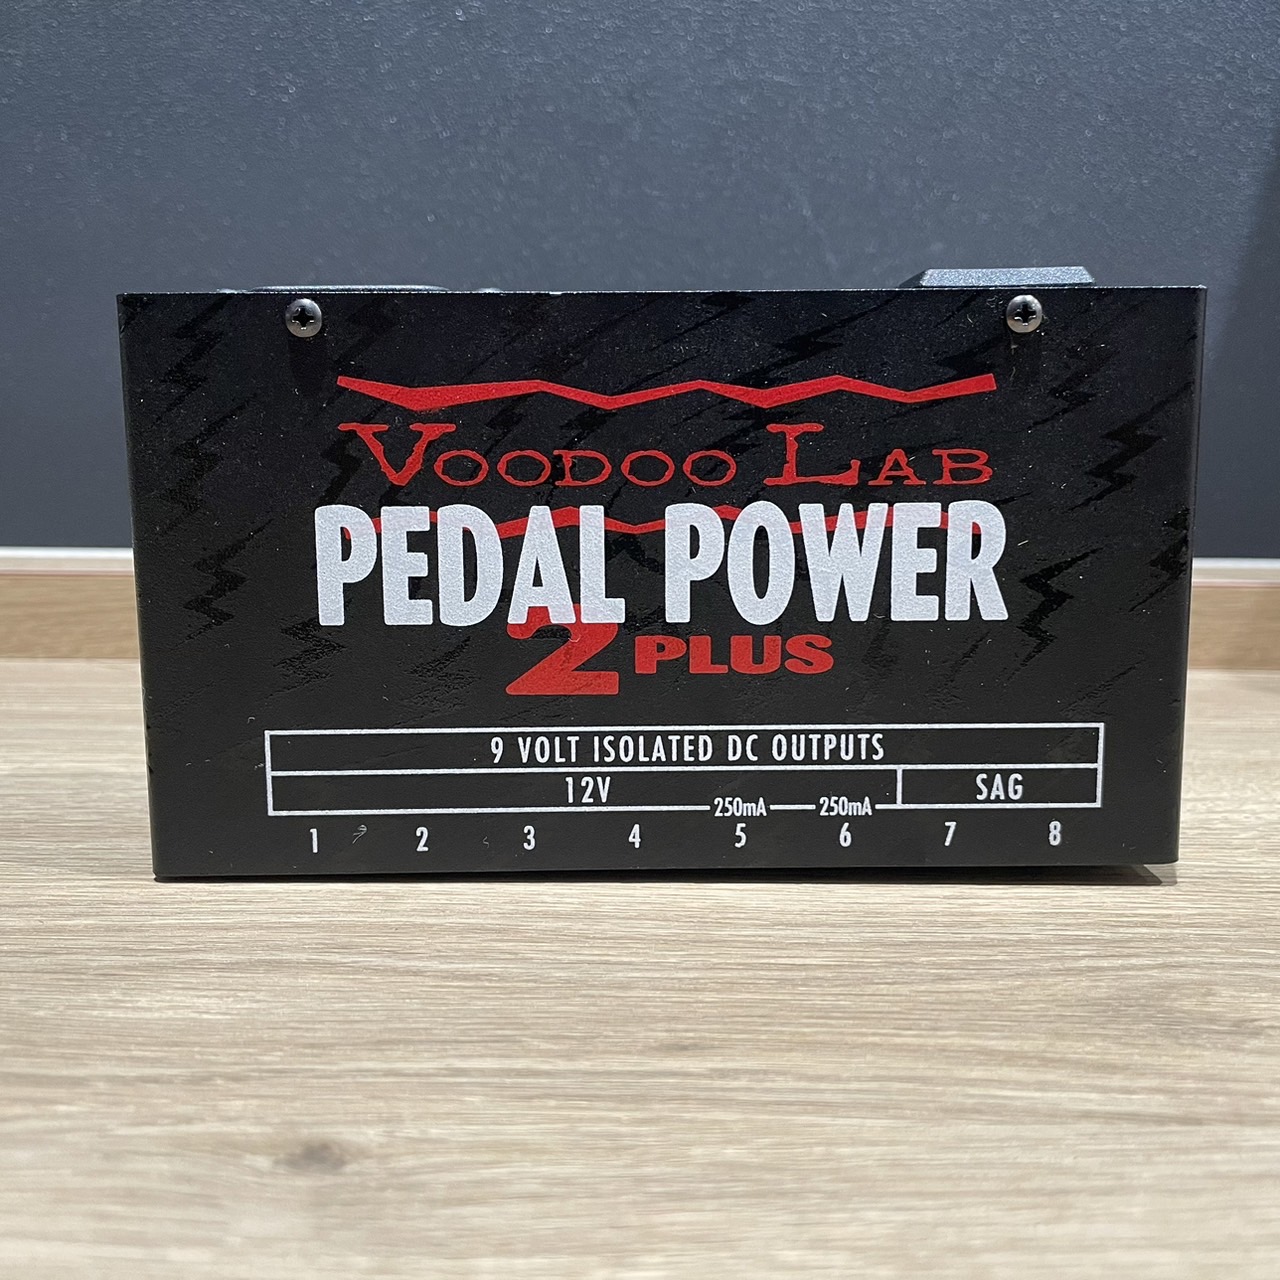 VOODOO LAB
PEDAL POWER
2 PLUS
9 VOLT ISOLATED DC OUTPUTS
12V SAG
250mA 250mA
1 2 3 4 5 6 7 8